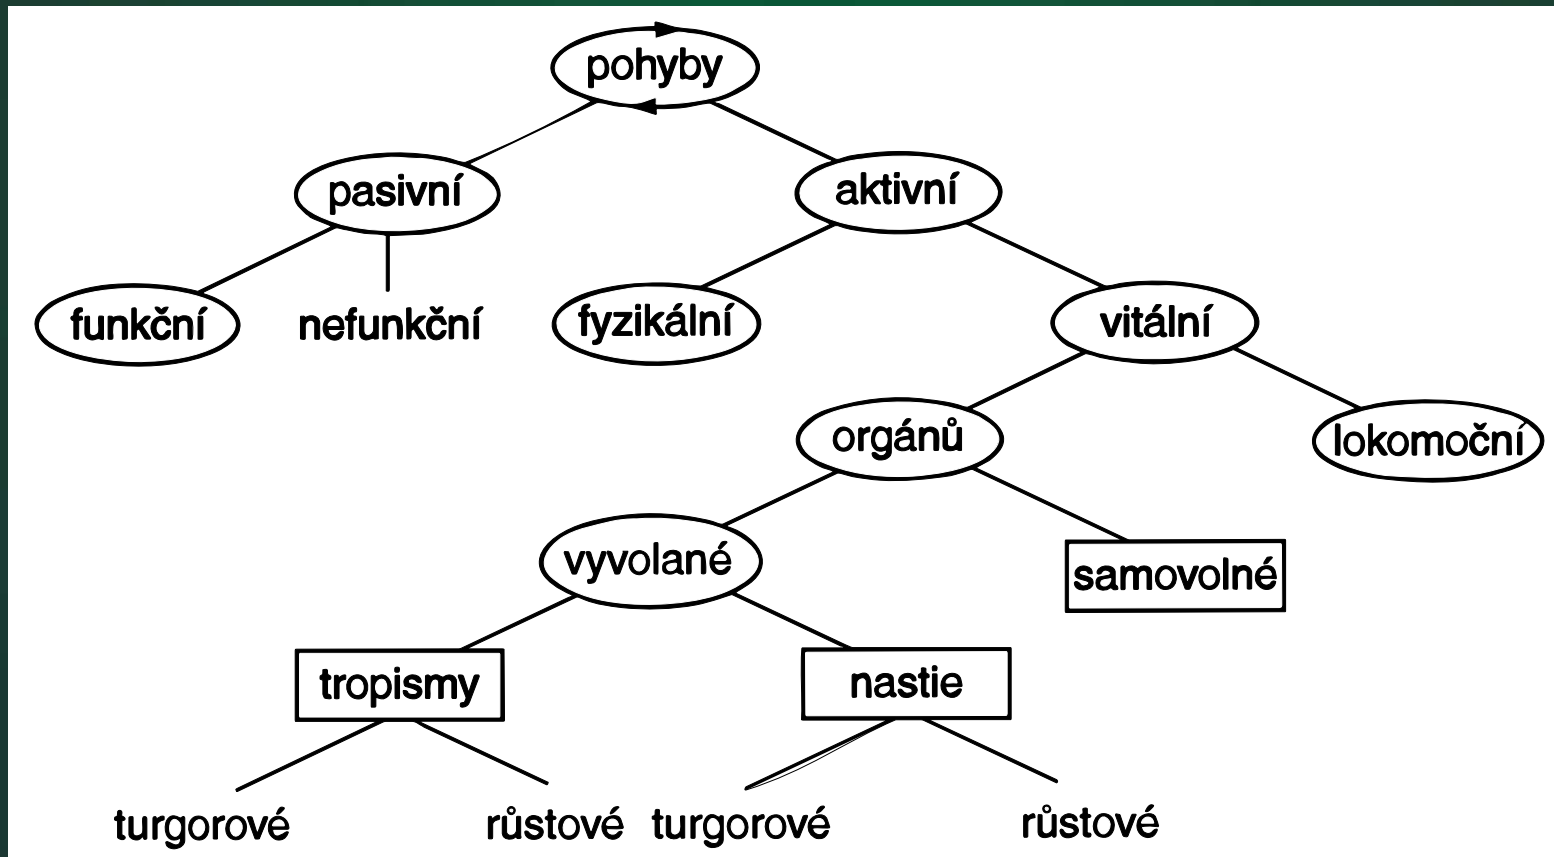 pohyby
pasivní
aktivní
funkční
nefunkční
fyzikální
vitální
orgánů
lokomoční
vyvolané
samovolné
tropismy
nastie
turgorové
růstové
turgorové
růstové